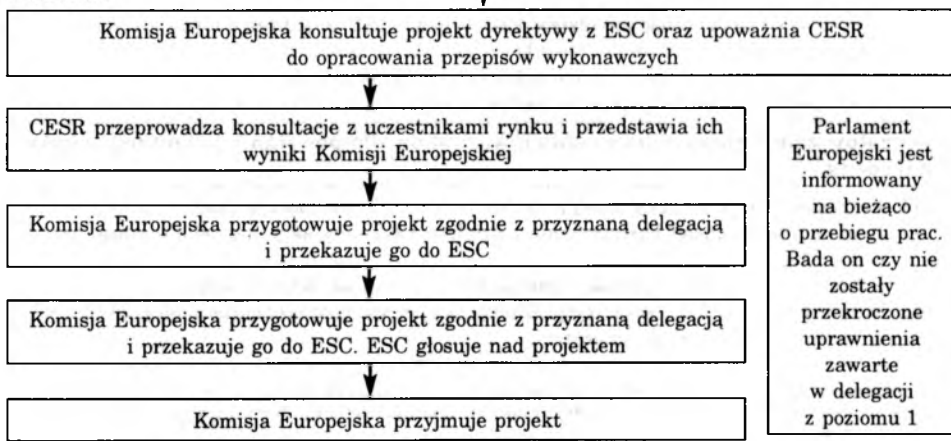 Komisja Europejska konsultuje projekt dyrektywy z ESC oraz upoważnia CESR
do opracowania przepisów wykonawczych
CESR przeprowadza konsultacje z uczestnikami rynku i przedstawia ich
wyniki Komisji Europejskiej
Komisja Europejska przygotowuje projekt zgodnie z przyznaną delegacją
i przekazuje go do ESC
Komisja Europejska przygotowuje projekt zgodnie z przyznaną delegacją
i przekazuje go do ESC. ESC głosuje nad projektem
Komisja Europejska przyjmuje projekt
Parlament
Europejski jest
informowany
na bieżąco
o przebiegu prac.
Bada on czy nie
zostały
przekroczone
uprawnienia
zawarte
w delegacji
z poziomu 1